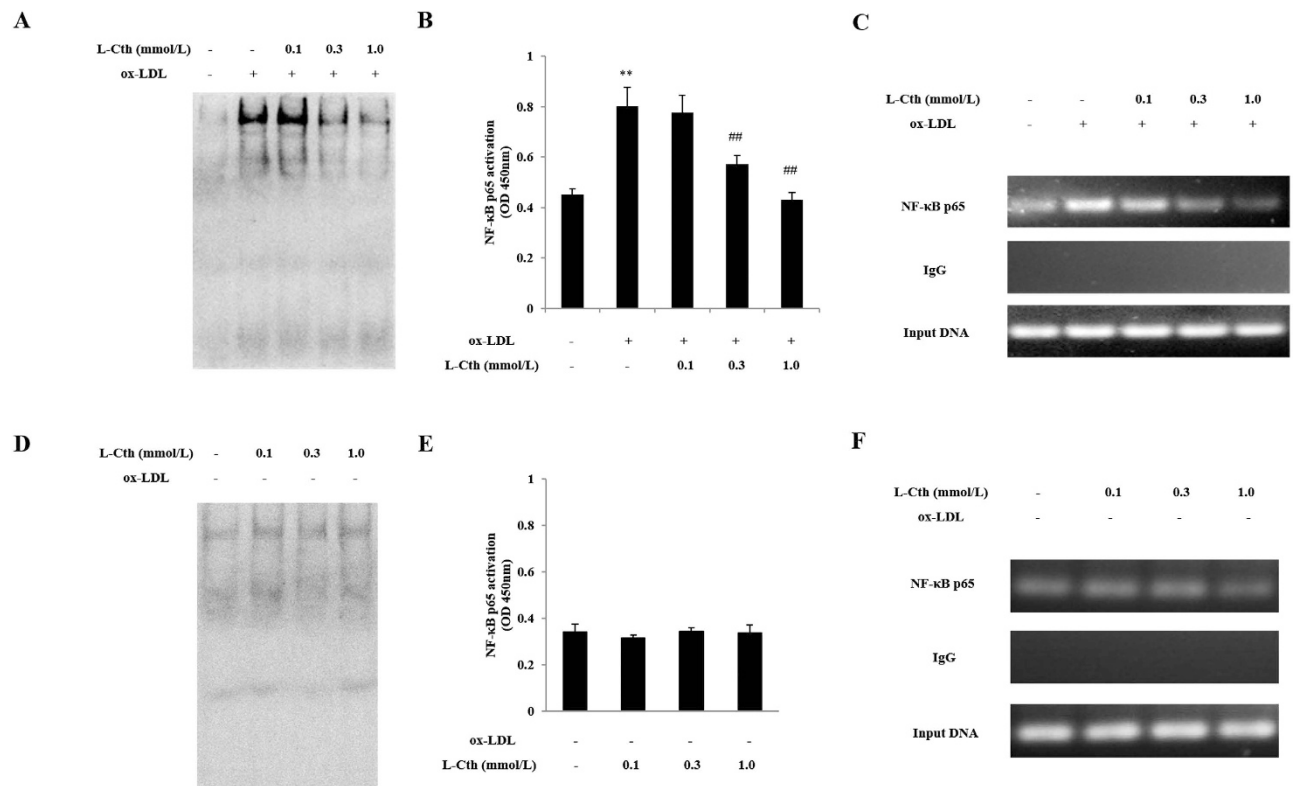 A
L-Cth (mmol/L) - - 0.1 0.3 1.0
ox-LDL - + + + +
B
1
0.8
0.6
0.4
0.2
0
NF-κB p65 activation
(OD 450nm)
**
##
##
ox-LDL - + + + +
L-Cth (mmol/L) - - 0.1 0.3 1.0
C
L-Cth (mmol/L) - - 0.1 0.3 1.0
ox-LDL - + + + +
NF-κB p65
IgG
Input DNA
D
L-Cth (mmol/L) - 0.1 0.3 1.0
ox-LDL - - - -
E
1
0.8
0.6
0.4
0.2
0
NF-κB p65 activation
(OD 450nm)
ox-LDL - - - -
L-Cth (mmol/L) - 0.1 0.3 1.0
F
L-Cth (mmol/L) - 0.1 0.3 1.0
ox-LDL - - - -
NF-κB p65
IgG
Input DNA